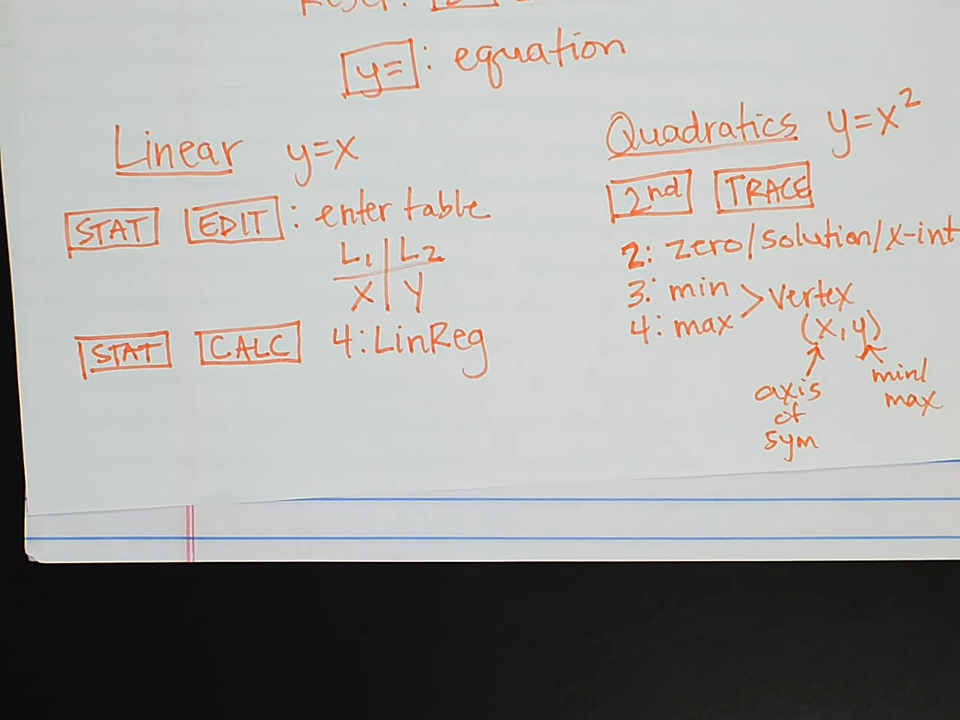 y= : equation
Linear y=x
STAT EDIT : enter table
L1 L2
X Y
STAT CALC 4: LinReg
Quadratics y=x²
2nd TRACE
2: zero/solution/x-int
3: min > vertex
4: max (x,y)
axis of sym
min/max